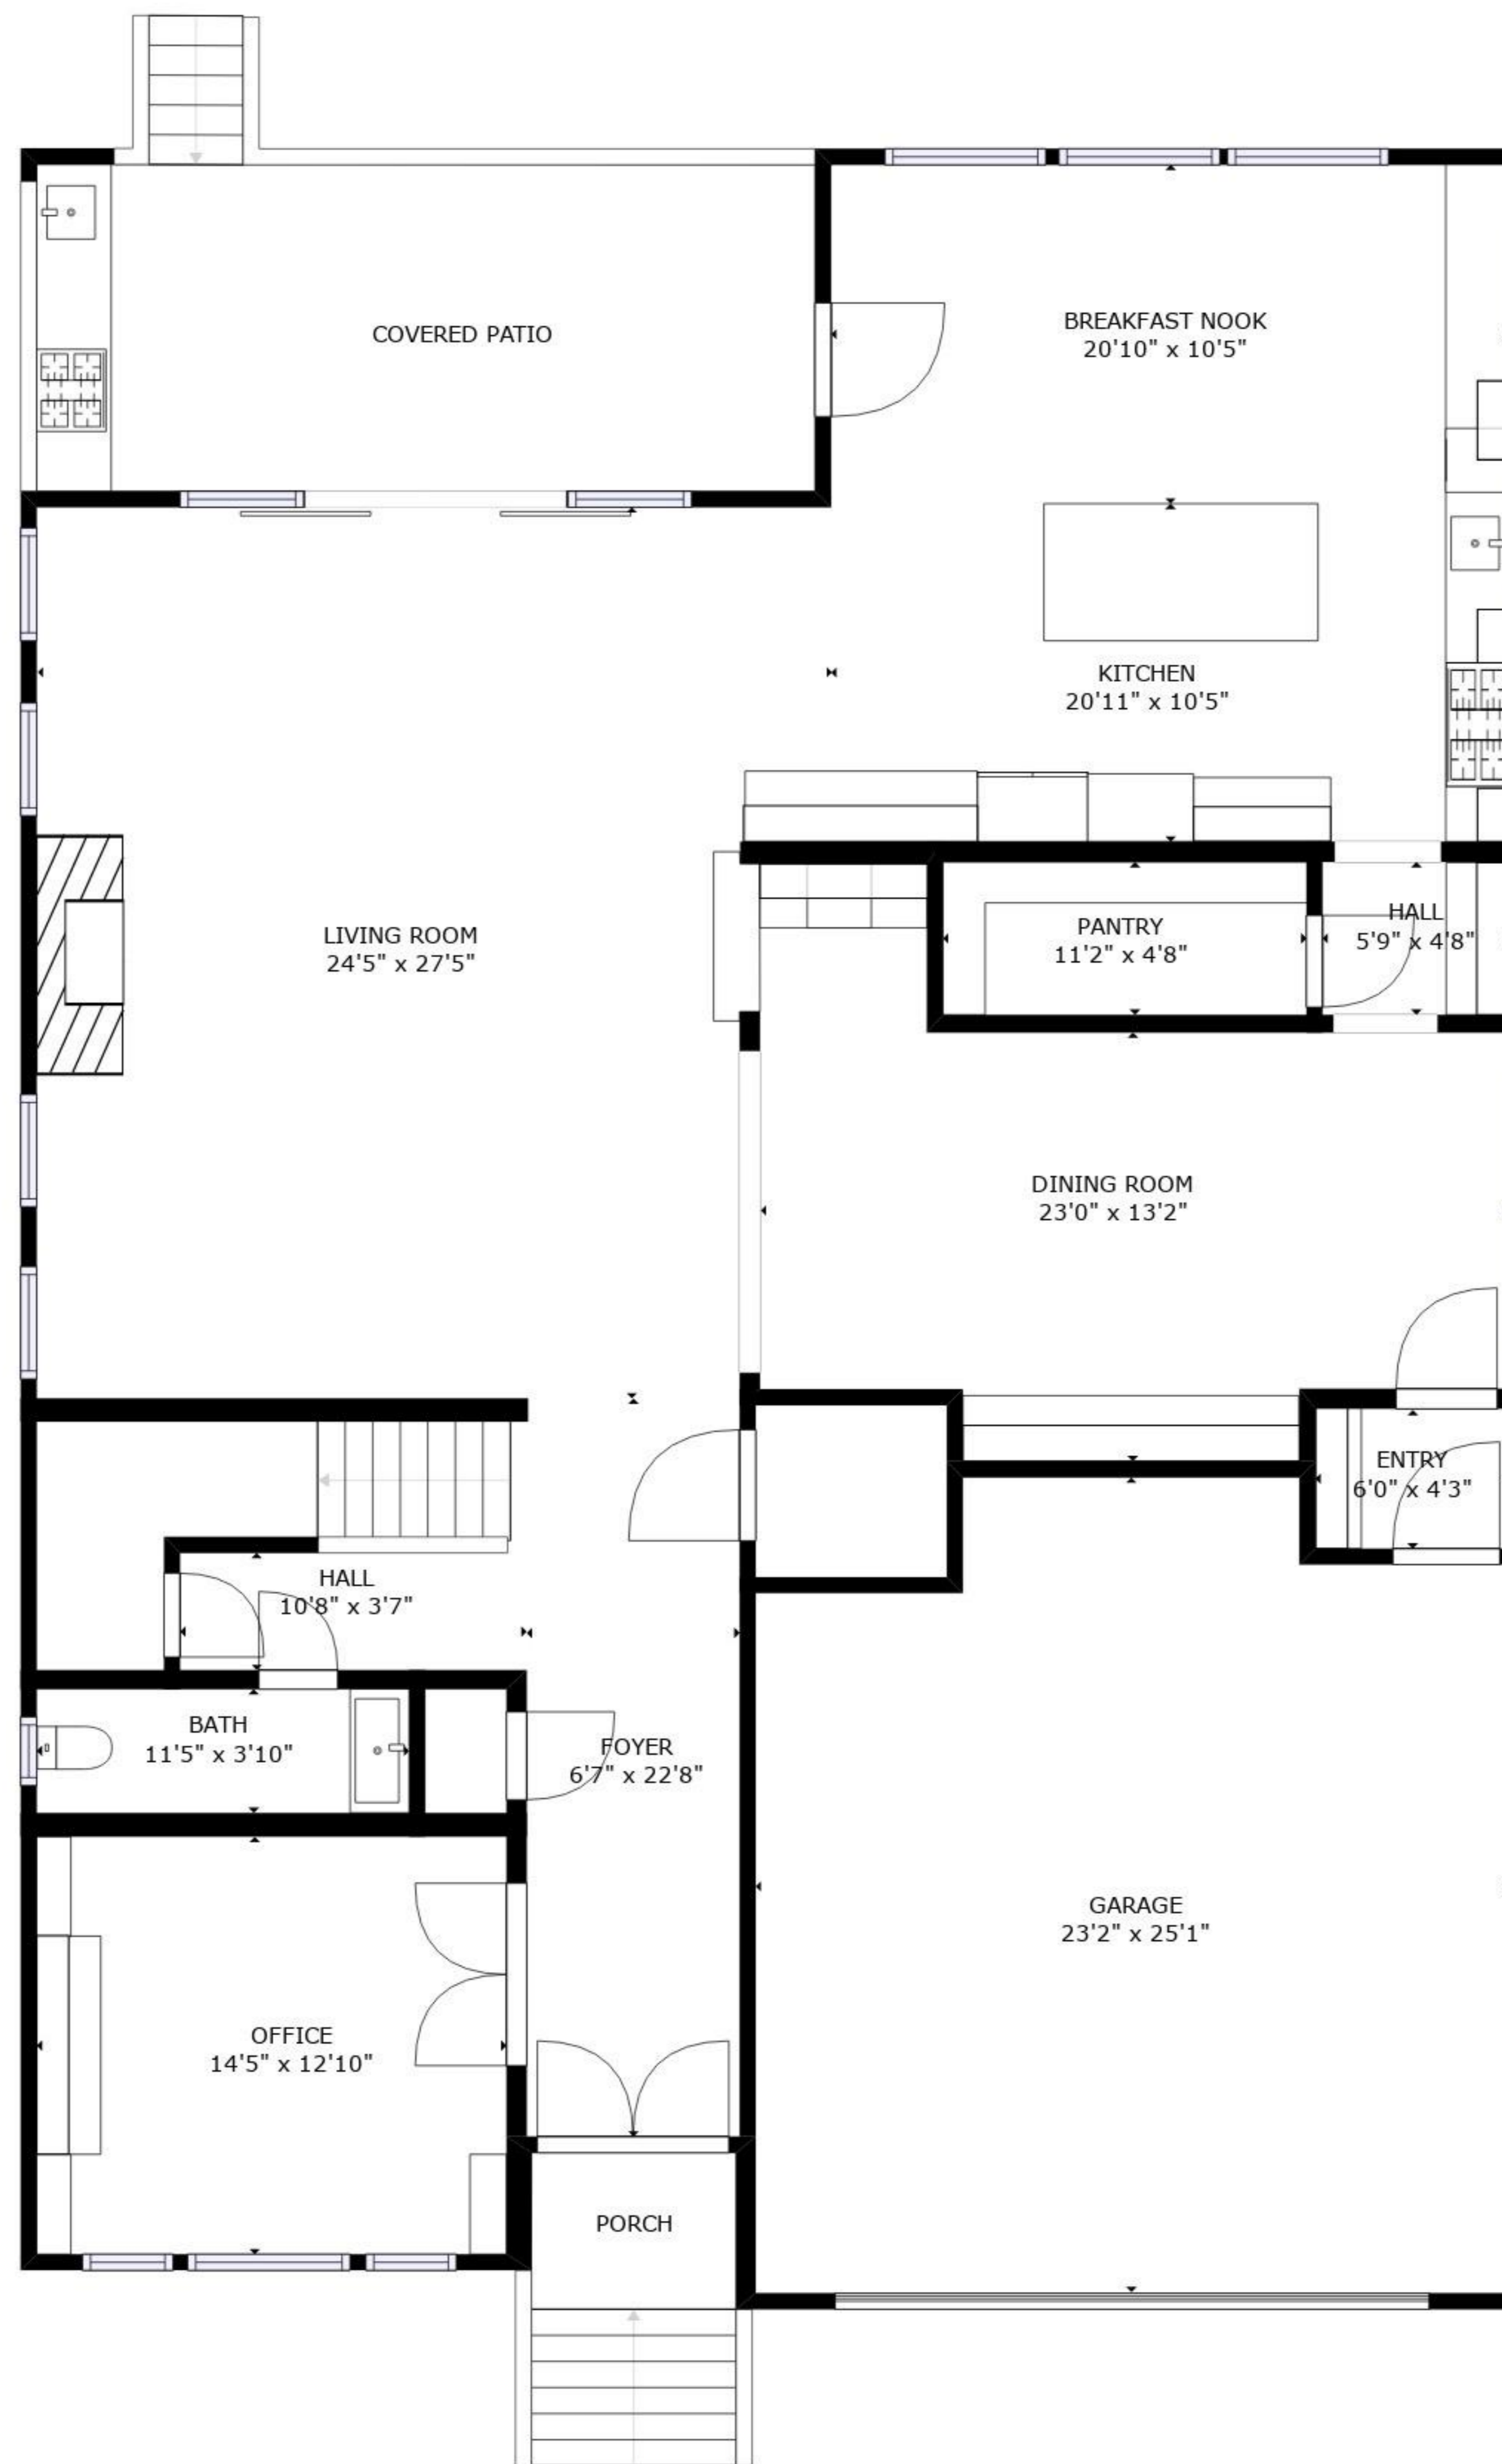 COVERED PATIO
BREAKFAST NOOK
20'10" x 10'5"
KITCHEN
20'11" x 10'5"
LIVING ROOM
24'5" x 27'5"
PANTRY
11'2" x 4'8"
HALL
5'9" x 4'8"
DINING ROOM
23'0" x 13'2"
ENTRY
6'0" x 4'3"
HALL
10'8" x 3'7"
BATH
11'5" x 3'10"
FOYER
6'7" x 22'8"
GARAGE
23'2" x 25'1"
OFFICE
14'5" x 12'10"
PORCH